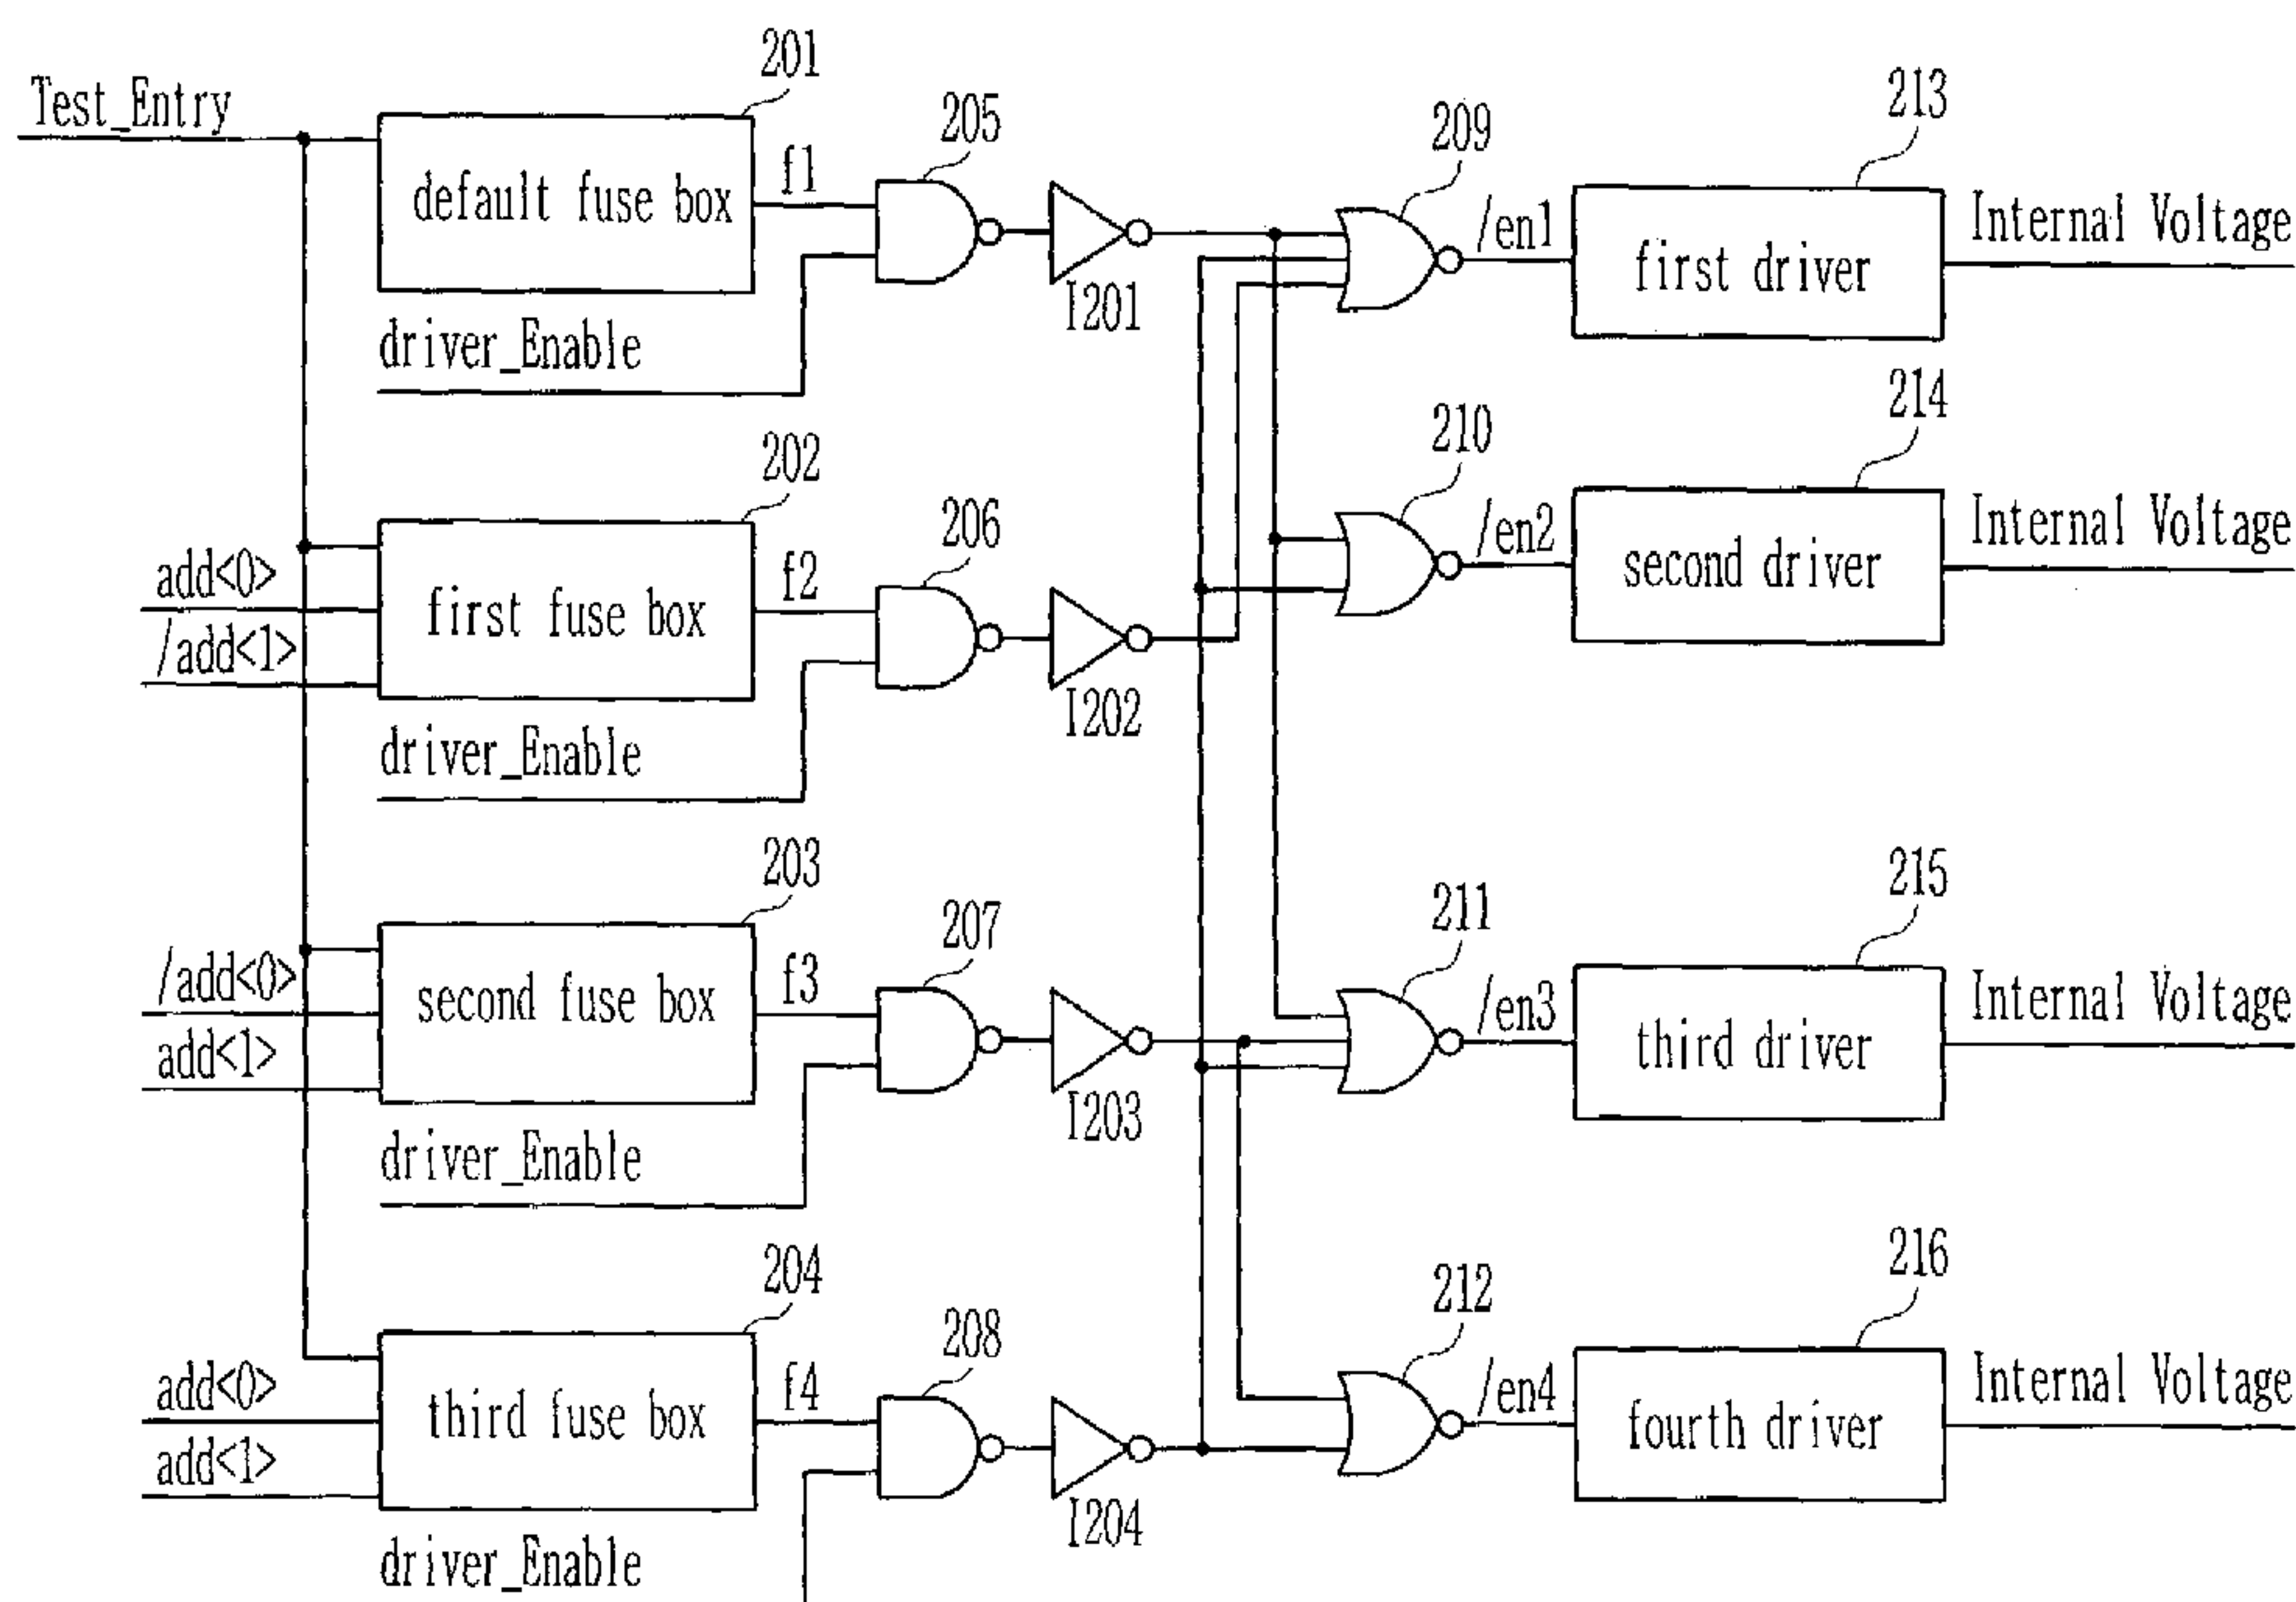 Test_Entry
201
default fuse box
f1
205
I201
209
/en1
213
first driver
Internal Voltage
driver_Enable
202
add<0>
/add<1>
first fuse box
f2
206
I202
210
/en2
214
second driver
Internal Voltage
driver_Enable
203
/add<0>
add<1>
second fuse box
f3
207
I203
211
/en3
215
third driver
Internal Voltage
driver_Enable
204
add<0>
add<1>
third fuse box
f4
208
I204
212
/en4
216
fourth driver
Internal Voltage
driver_Enable